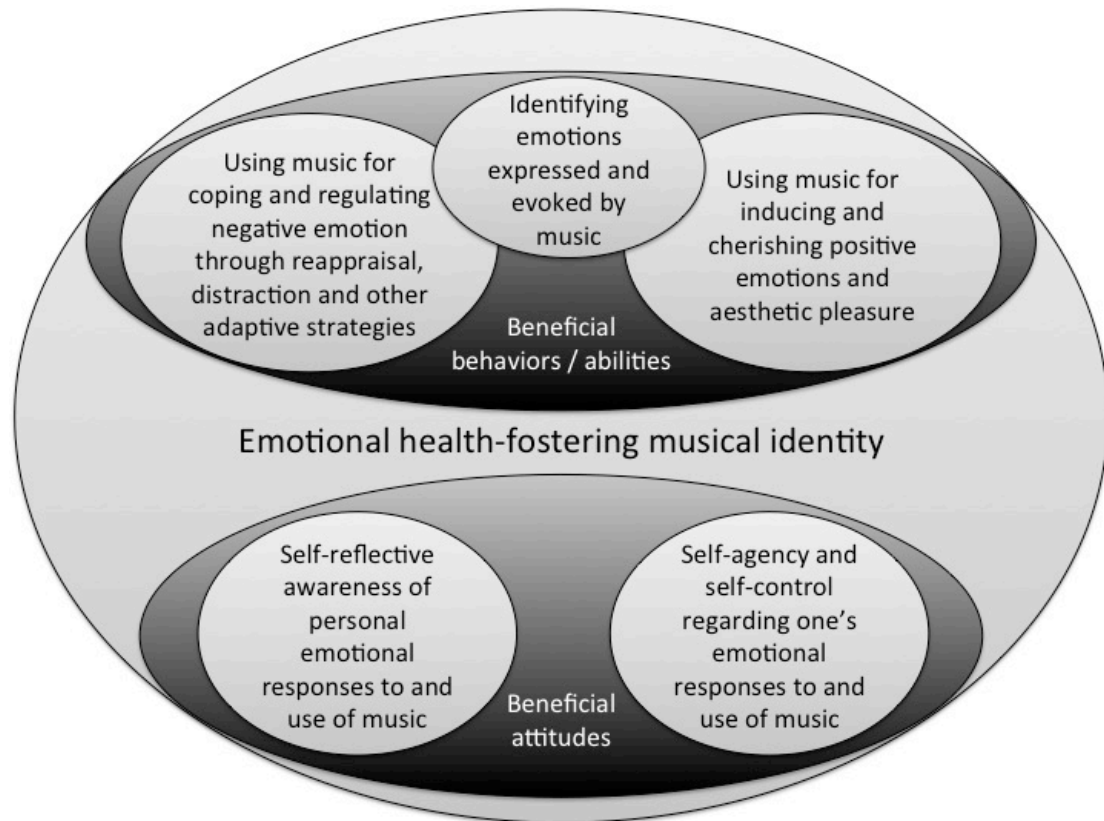 Identifying
emotions
expressed and
evoked by
music
Using music for
coping and regulating
negative emotion
through reappraisal,
distraction and other
adaptive strategies
Using music for
inducing and
cherishing positive
emotions and
aesthetic pleasure
Beneficial
behaviors / abilities
Emotional health-fostering musical identity
Self-reflective
awareness of
personal
emotional
responses to and
use of music
Self-agency and
self-control
regarding one’s
emotional
responses to and
use of music
Beneficial
attitudes